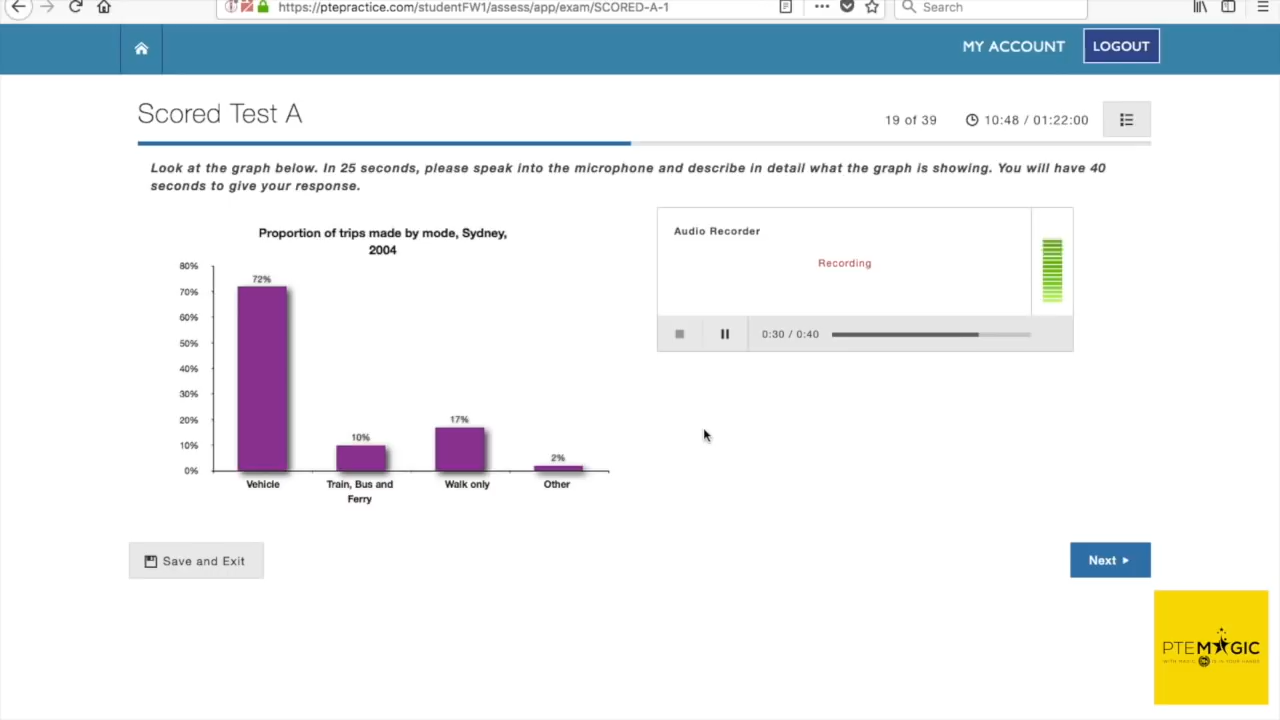 https://ptepractice.com/studentFW1/assess/app/exam/SCORED-A-1
Search
MY ACCOUNT
LOGOUT
Scored Test A
19 of 39
10:48 / 01:22:00
Look at the graph below. In 25 seconds, please speak into the microphone and describe in detail what the graph is showing. You will have 40
seconds to give your response.
Proportion of trips made by mode, Sydney,
2004
80%
70%
60%
50%
40%
30%
20%
10%
0%
72%
10%
17%
2%
Vehicle
Train, Bus and
Ferry
Walk only
Other
Audio Recorder
Recording
0:30 / 0:40
Save and Exit
Next
PTEMAGIC